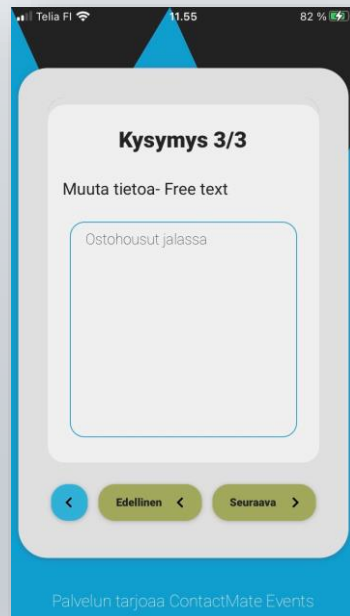 Telia FI 11.55 82 %
Kysymys 3/3
Muuta tietoa- Free text
Ostohousut jalassa
Edellinen Seuraava
Palvelun tarjoaa ContactMate Events